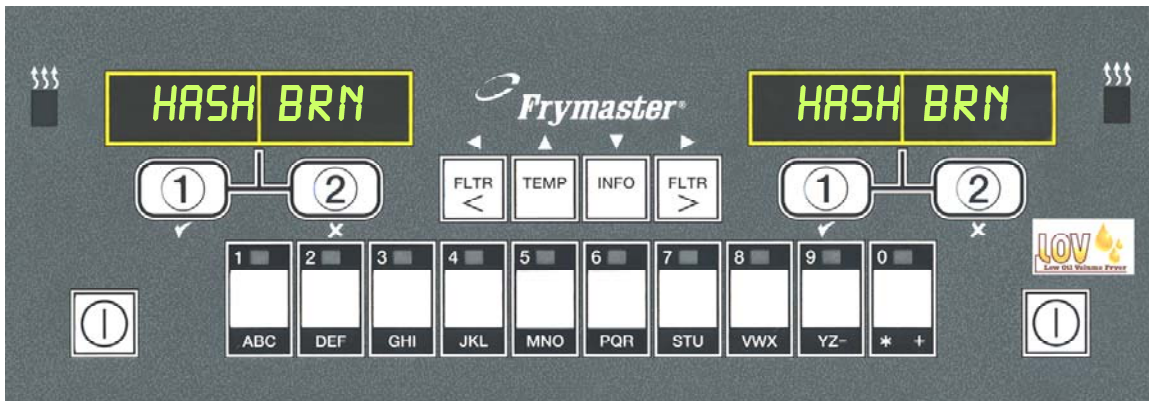 HASH BRN
Frymaster®
HASH BRN
1 2
FLTR < TEMP INFO FLTR >
1 2
LOV
Low Oil Volume Fryer
1 2 3 4 5 6 7 8 9 0
ABC DEF GHI JKL MNO PQR STU VWX YZ- * +